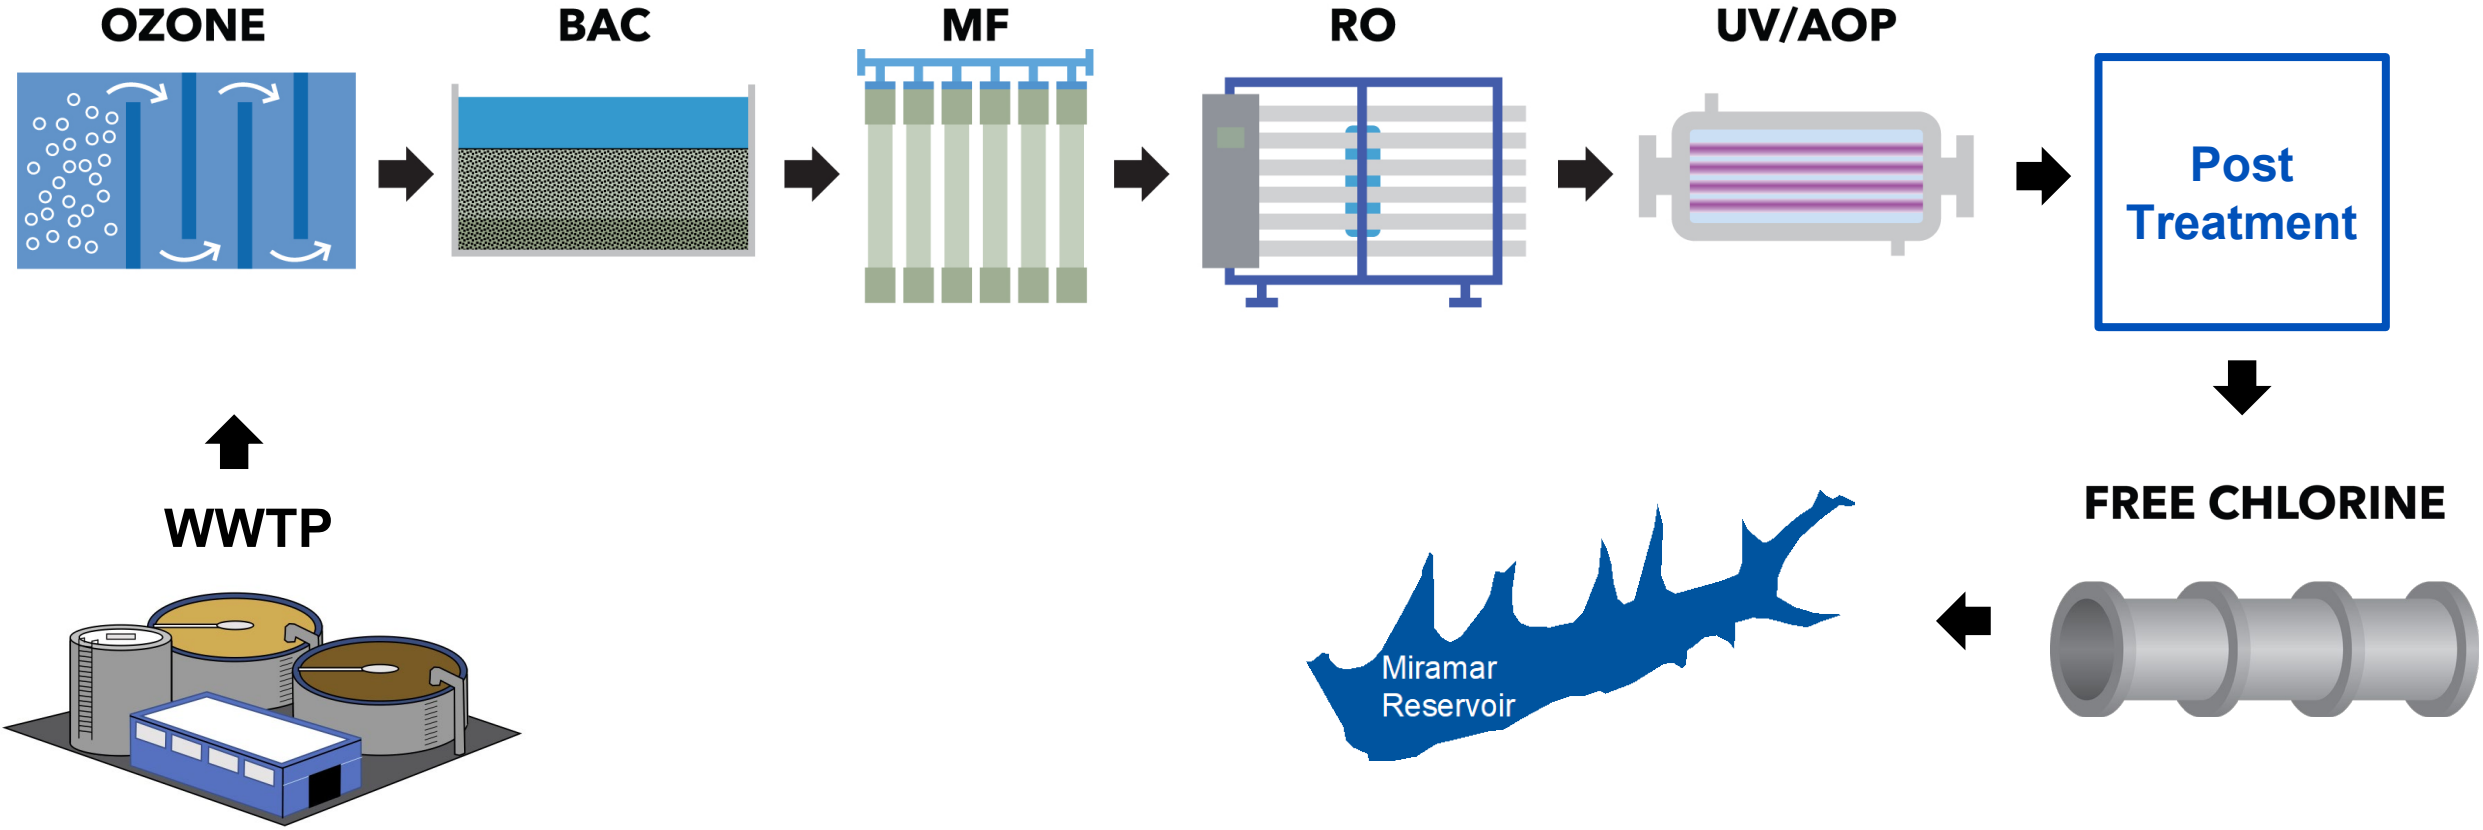 OZONE
BAC
MF
RO
UV/AOP
Post
Treatment
WWTP
FREE CHLORINE
Miramar
Reservoir